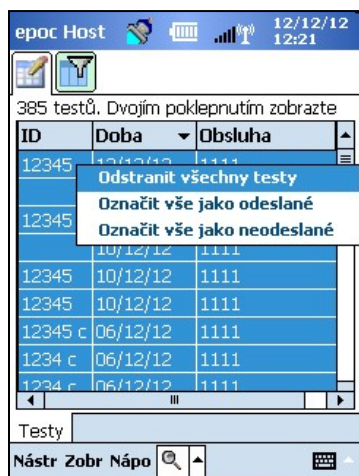 epoc Host 12/12/12
12:21
385 testů. Dvojím poklepnutím zobrazte
ID Doba Obsluha
12345 12/12/12 1111
Odstranit všechny testy
Označit vše jako odeslané
12345
Označit vše jako neodeslané
10/12/12 1111
12345 10/12/12 1111
12345 10/12/12 1111
12345 c 06/12/12 1111
1234 c 06/12/12 1111
1234 c 06/12/12 1111
Testy
Nástr Zobr Nápo